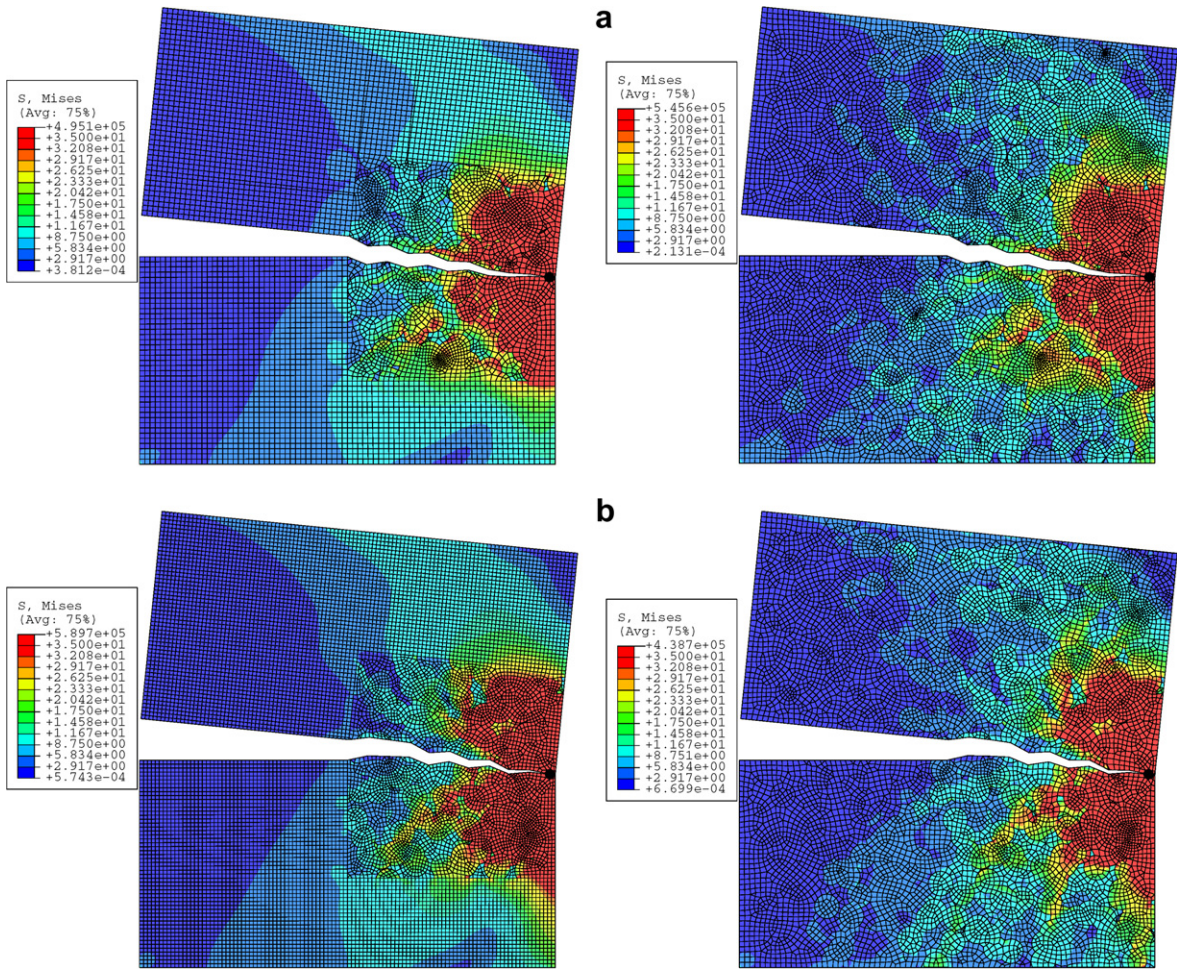 a
S, Mises
(Avg: 75%)
+4.951e+05
+3.500e+01
+3.208e+01
+2.917e+01
+2.625e+01
+2.333e+01
+2.042e+01
+1.750e+01
+1.458e+01
+1.167e+01
+8.750e+00
+5.834e+00
+2.917e+00
+3.812e-04
S, Mises
(Avg: 75%)
+5.456e+05
+3.500e+01
+3.208e+01
+2.917e+01
+2.625e+01
+2.333e+01
+2.042e+01
+1.750e+01
+1.458e+01
+1.167e+01
+8.750e+00
+5.834e+00
+2.917e+00
+2.131e-04
b
S, Mises
(Avg: 75%)
+5.897e+05
+3.500e+01
+3.208e+01
+2.917e+01
+2.625e+01
+2.333e+01
+2.042e+01
+1.750e+01
+1.458e+01
+1.167e+01
+8.750e+00
+5.834e+00
+2.917e+00
+5.743e-04
S, Mises
(Avg: 75%)
+4.387e+05
+3.500e+01
+3.208e+01
+2.917e+01
+2.625e+01
+2.333e+01
+2.042e+01
+1.750e+01
+1.458e+01
+1.167e+01
+8.751e+00
+5.834e+00
+2.917e+00
+6.699e-04